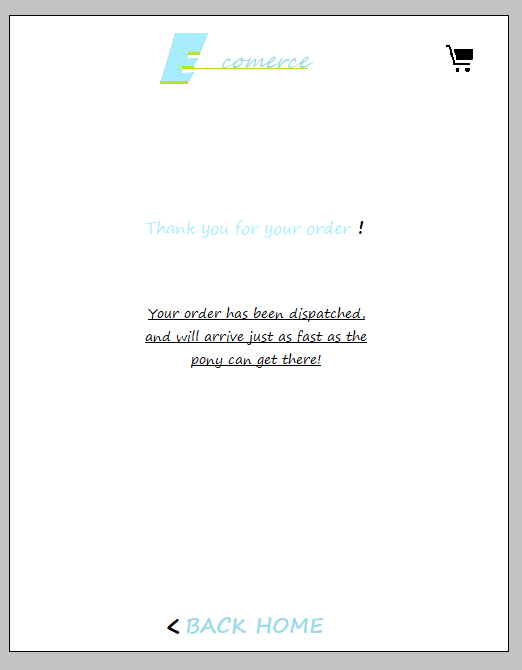 E comerce
Thank you for your order !
Your order has been dispatched,
and will arrive just as fast as the
pony can get there!
< BACK HOME